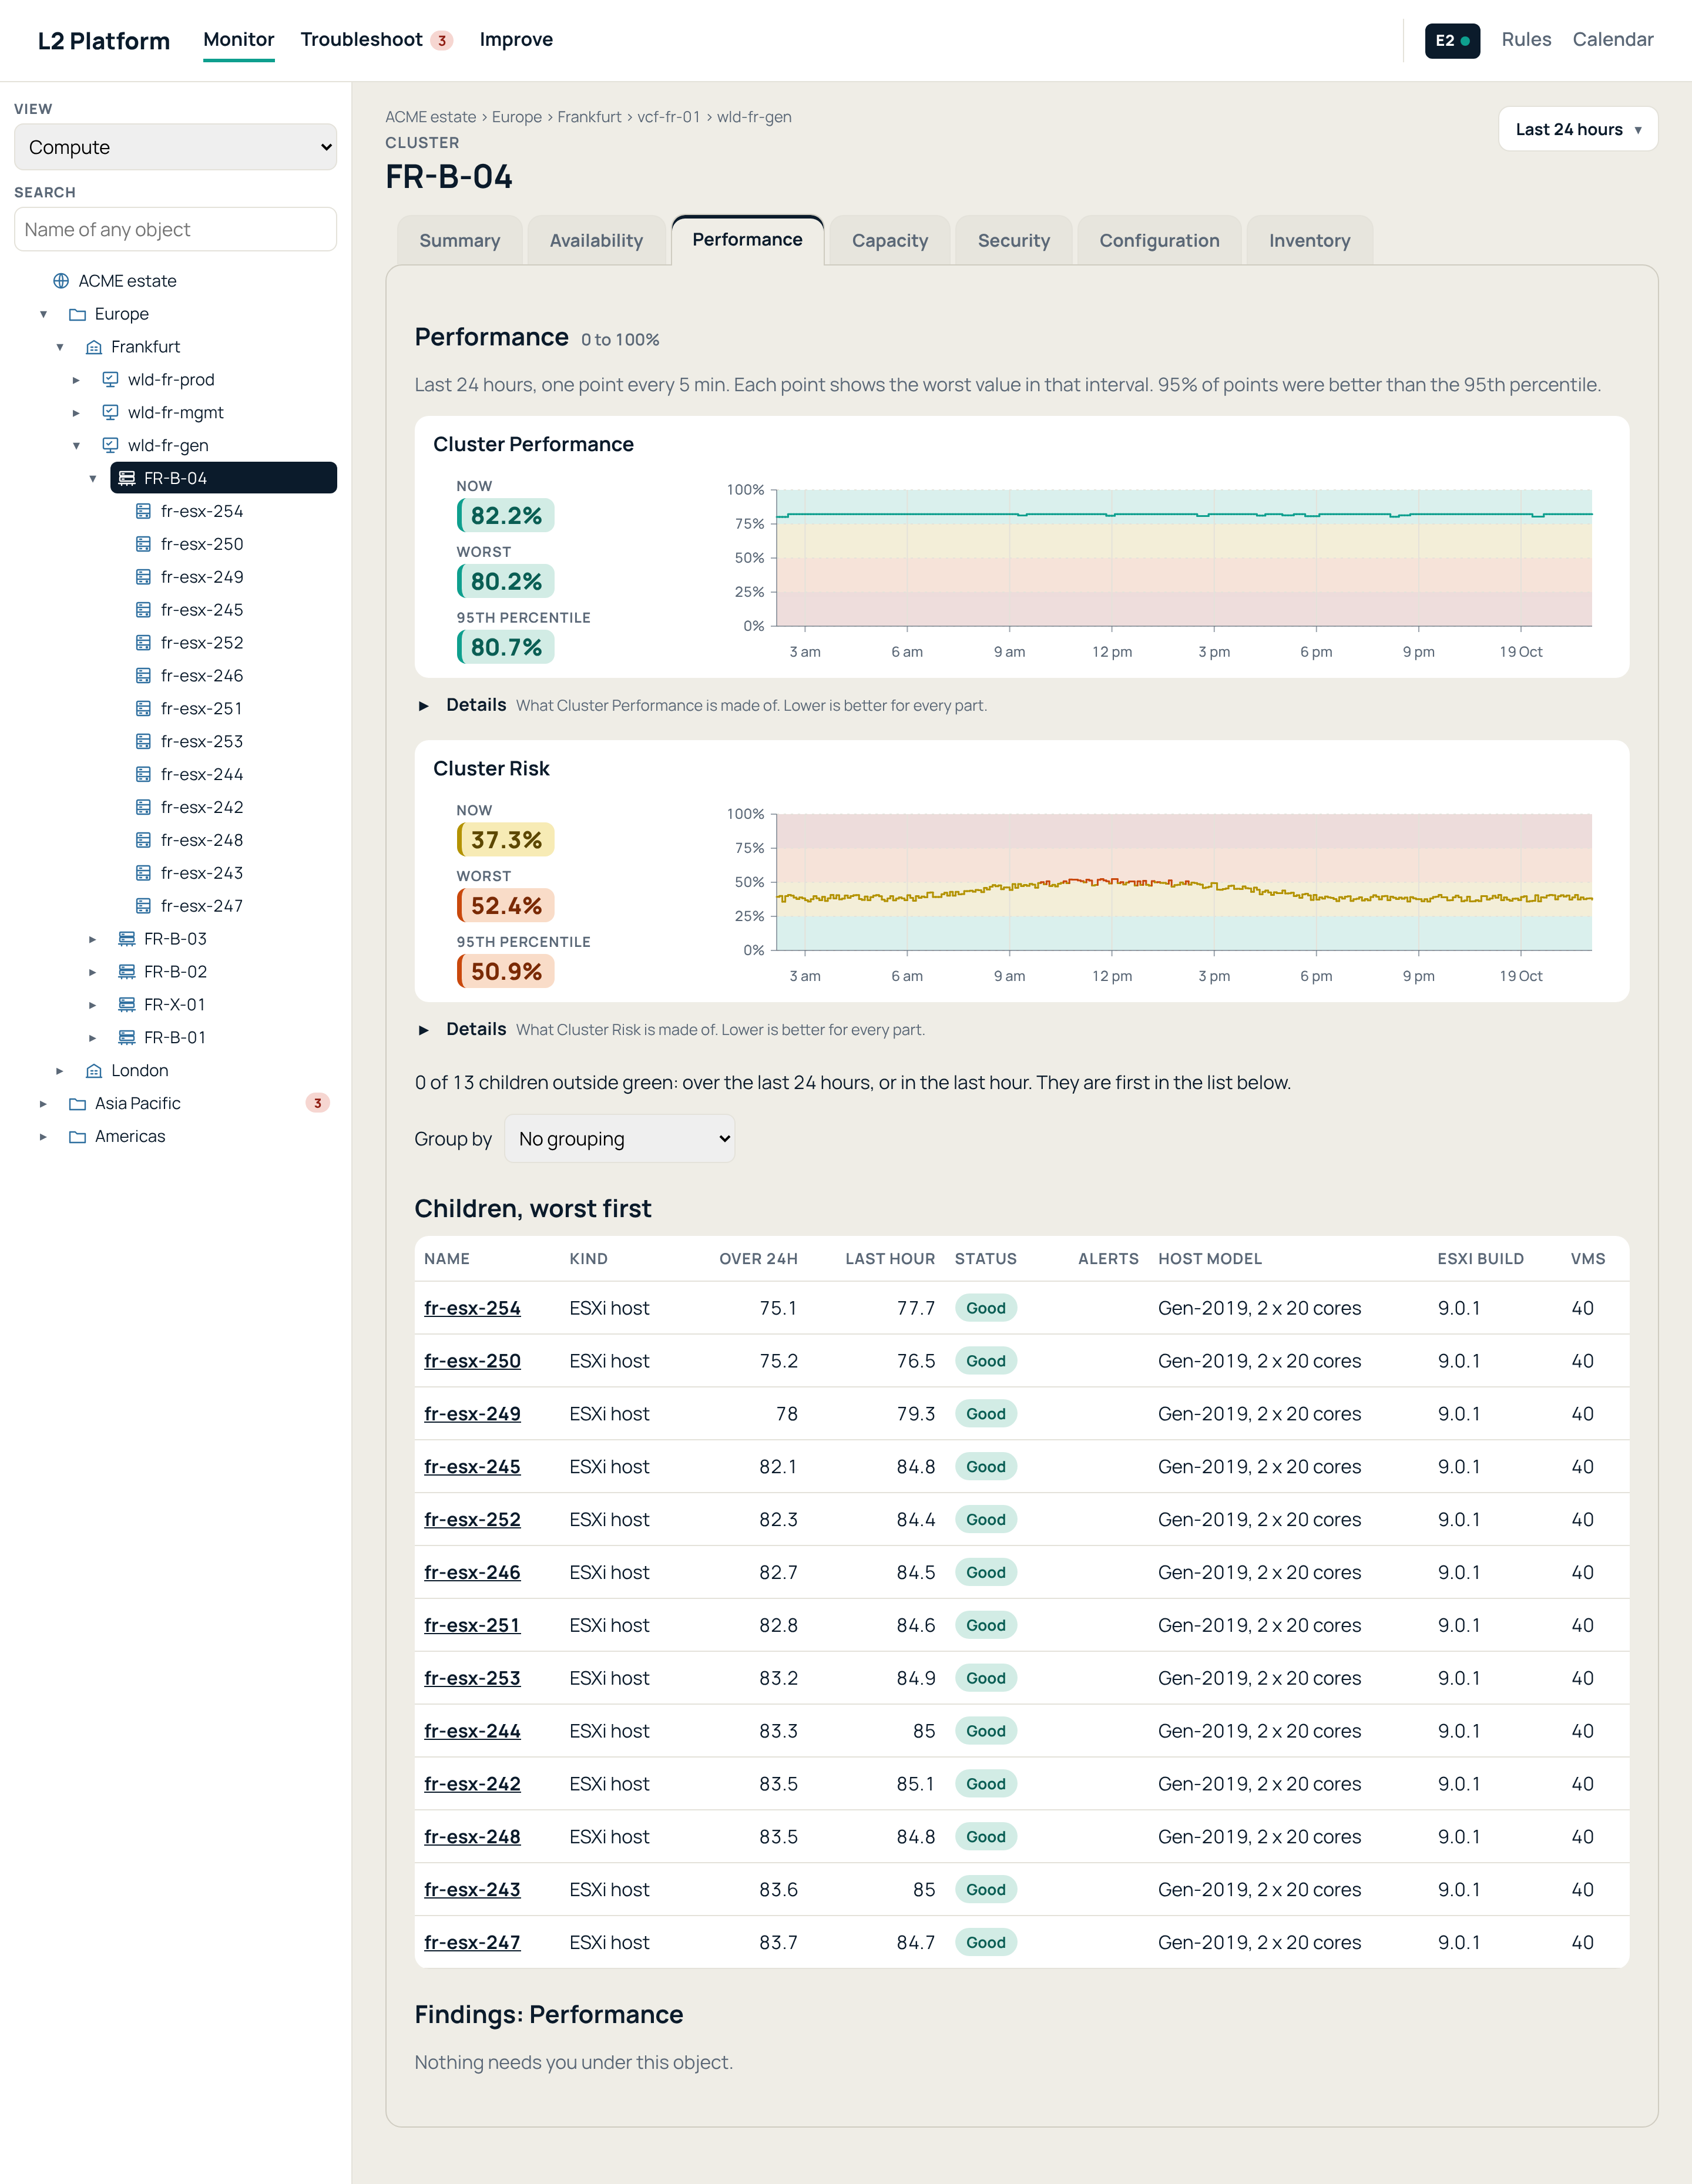 L2 Platform
Monitor
Troubleshoot 3
Improve
E2
Rules
Calendar
VIEW
Compute
SEARCH
Name of any object
ACME estate
Europe
Frankfurt
wld-fr-prod
wld-fr-mgmt
wld-fr-gen
FR-B-04
fr-esx-254
fr-esx-250
fr-esx-249
fr-esx-245
fr-esx-252
fr-esx-246
fr-esx-251
fr-esx-253
fr-esx-244
fr-esx-242
fr-esx-248
fr-esx-243
fr-esx-247
FR-B-03
FR-B-02
FR-X-01
FR-B-01
London
Asia Pacific 3
Americas
ACME estate › Europe › Frankfurt › vcf-fr-01 › wld-fr-gen
CLUSTER
FR-B-04
Last 24 hours
Summary Availability Performance Capacity Security Configuration Inventory
Performance 0 to 100%
Last 24 hours, one point every 5 min. Each point shows the worst value in that interval. 95% of points were better than the 95th percentile.
Cluster Performance
NOW
82.2%
WORST
80.2%
95TH PERCENTILE
80.7%
100%
75%
50%
25%
0%
3 am 6 am 9 am 12 pm 3 pm 6 pm 9 pm 19 Oct
Details What Cluster Performance is made of. Lower is better for every part.
Cluster Risk
NOW
37.3%
WORST
52.4%
95TH PERCENTILE
50.9%
100%
75%
50%
25%
0%
3 am 6 am 9 am 12 pm 3 pm 6 pm 9 pm 19 Oct
Details What Cluster Risk is made of. Lower is better for every part.
0 of 13 children outside green: over the last 24 hours, or in the last hour. They are first in the list below.
Group by No grouping
Children, worst first
NAME KIND OVER 24H LAST HOUR STATUS ALERTS HOST MODEL ESXI BUILD VMS
fr-esx-254 ESXi host 75.1 77.7 Good Gen-2019, 2 x 20 cores 9.0.1 40
fr-esx-250 ESXi host 75.2 76.5 Good Gen-2019, 2 x 20 cores 9.0.1 40
fr-esx-249 ESXi host 78 79.3 Good Gen-2019, 2 x 20 cores 9.0.1 40
fr-esx-245 ESXi host 82.1 84.8 Good Gen-2019, 2 x 20 cores 9.0.1 40
fr-esx-252 ESXi host 82.3 84.4 Good Gen-2019, 2 x 20 cores 9.0.1 40
fr-esx-246 ESXi host 82.7 84.5 Good Gen-2019, 2 x 20 cores 9.0.1 40
fr-esx-251 ESXi host 82.8 84.6 Good Gen-2019, 2 x 20 cores 9.0.1 40
fr-esx-253 ESXi host 83.2 84.9 Good Gen-2019, 2 x 20 cores 9.0.1 40
fr-esx-244 ESXi host 83.3 85 Good Gen-2019, 2 x 20 cores 9.0.1 40
fr-esx-242 ESXi host 83.5 85.1 Good Gen-2019, 2 x 20 cores 9.0.1 40
fr-esx-248 ESXi host 83.5 84.8 Good Gen-2019, 2 x 20 cores 9.0.1 40
fr-esx-243 ESXi host 83.6 85 Good Gen-2019, 2 x 20 cores 9.0.1 40
fr-esx-247 ESXi host 83.7 84.7 Good Gen-2019, 2 x 20 cores 9.0.1 40
Findings: Performance
Nothing needs you under this object.